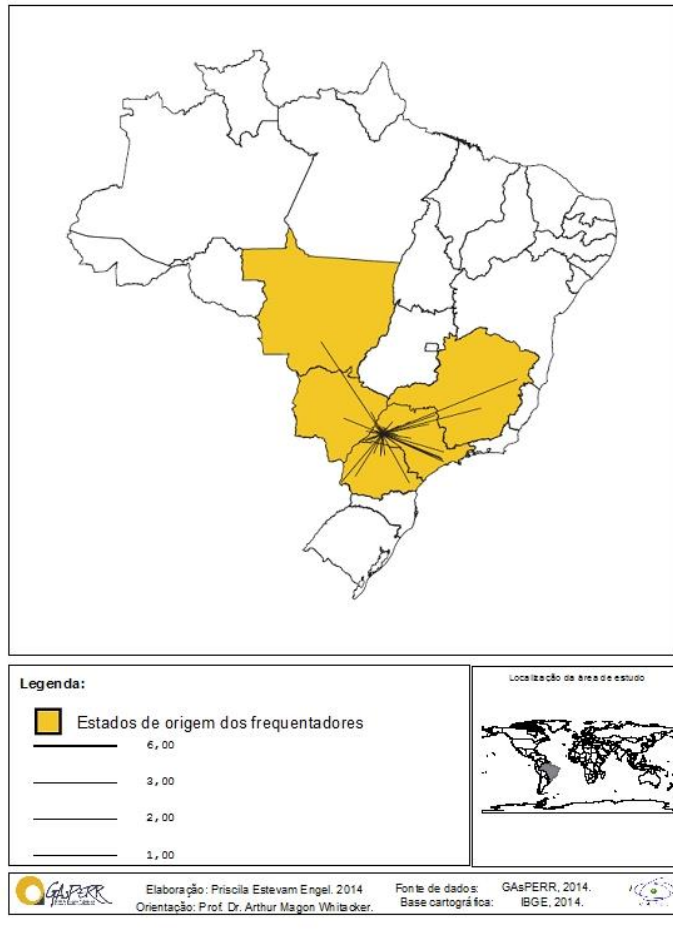 Legenda:
Estados de origem dos frequentadores
6,00
3,00
2,00
1,00
Localização da área de estudo
GAsPERR
Elaboração: Priscila Estevam Engel. 2014
Orientação: Prof. Dr. Arthur Magon Whitacker.
Fonte de dados: GAsPERR, 2014.
Base cartográfica: IBGE, 2014.